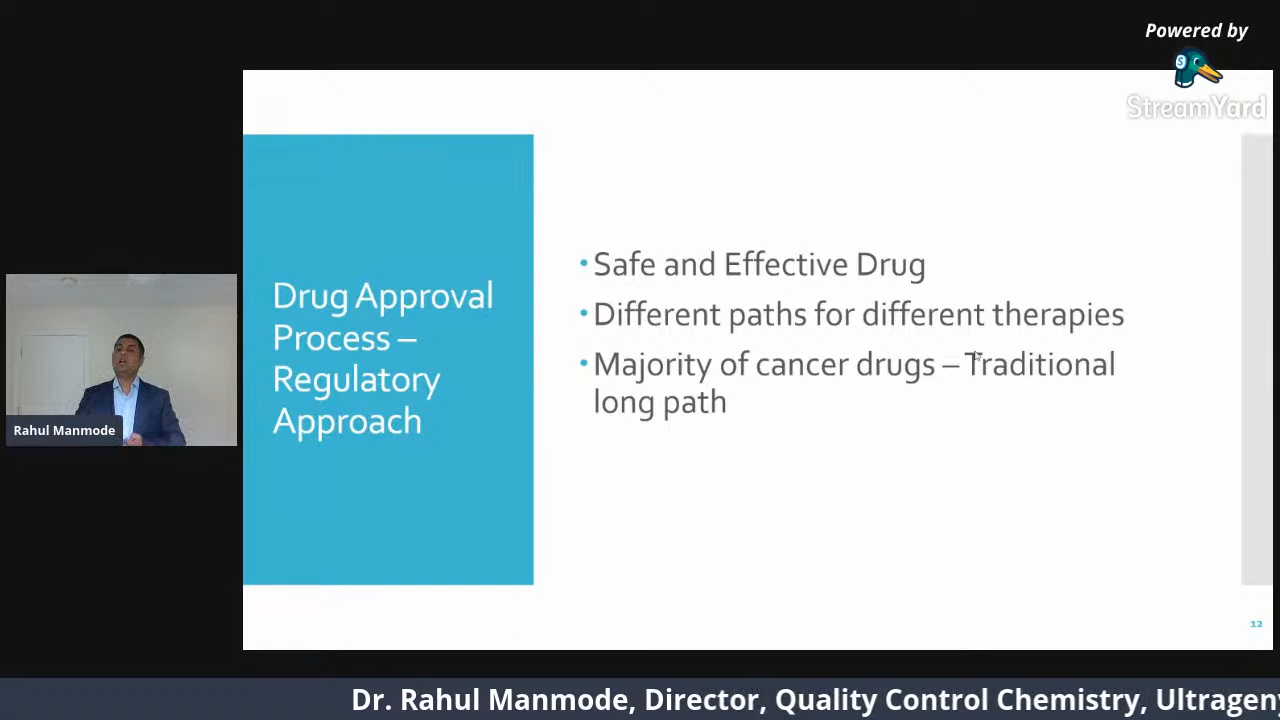 Powered by
StreamYard
Drug Approval
Process –
Regulatory
Approach
• Safe and Effective Drug
• Different paths for different therapies
• Majority of cancer drugs – Traditional
long path
Rahul Manmode
12
Dr. Rahul Manmode, Director, Quality Control Chemistry, Ultrageny